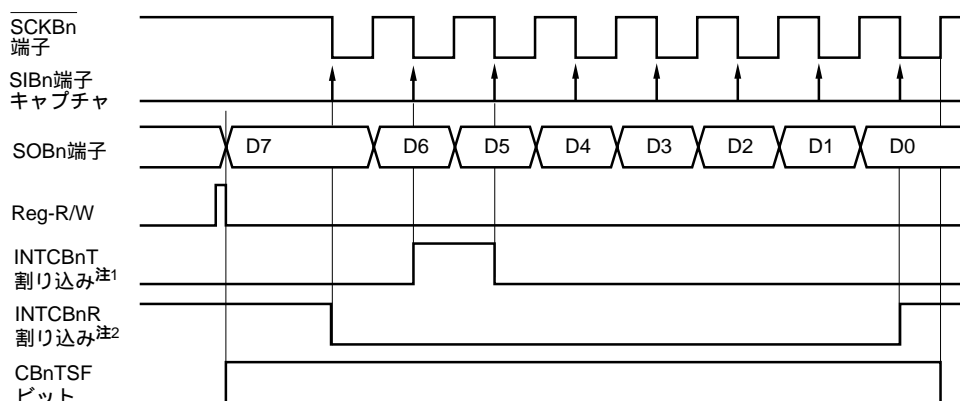 SCKBn
端子
SIBn端子
キャプチャ
SOBn端子
D7
D6
D5
D4
D3
D2
D1
D0
Reg-R/W
INTCBnT
割り込み注1
INTCBnR
割り込み注2
CBnTSF
ビット